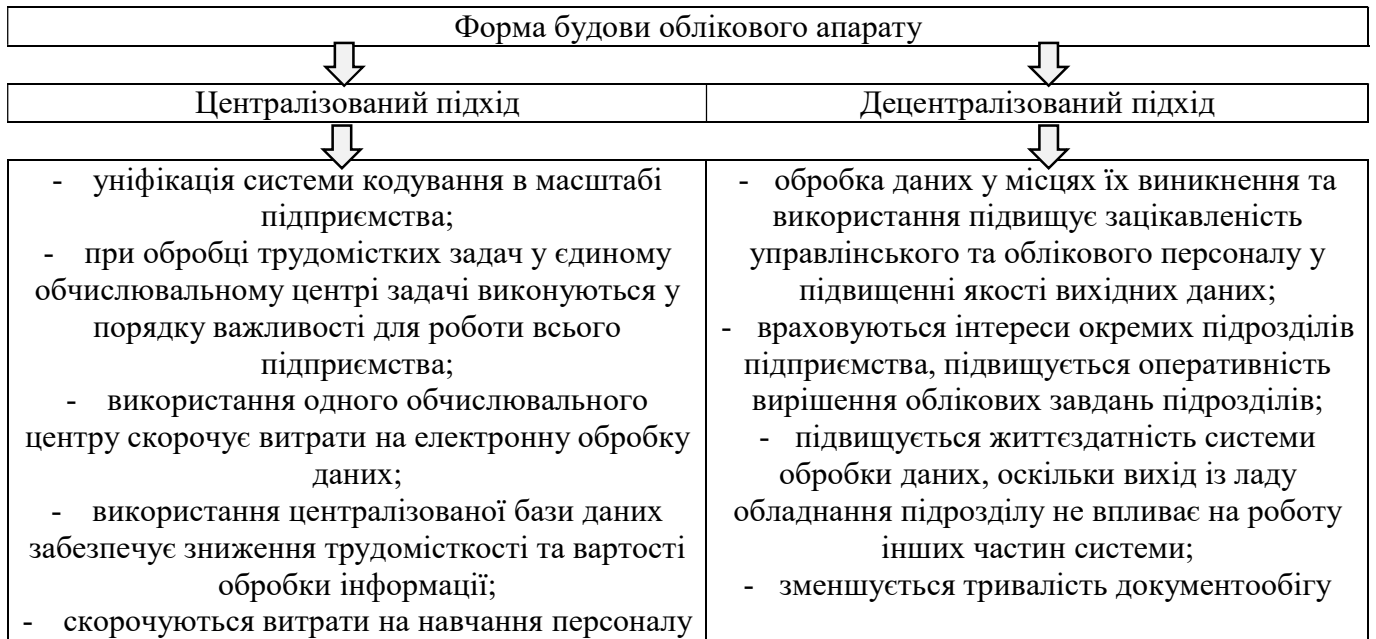 Форма будови облікового апарату
Централізований підхід
Децентралізований підхід
- уніфікація системи кодування в масштабі
підприємства;
- при обробці трудомістких задач у єдиному
обчислювальному центрі задачі виконуються у
порядку важливості для роботи всього
підприємства;
- використання одного обчислювального
центру скорочує витрати на електронну обробку
даних;
- використання централізованої бази даних
забезпечує зниження трудомісткості та вартості
обробки інформації;
- скорочуються витрати на навчання персоналу
- обробка даних у місцях їх виникнення та
використання підвищує зацікавленість
управлінського та облікового персоналу у
підвищенні якості вихідних даних;
- враховуються інтереси окремих підрозділів
підприємства, підвищується оперативність
вирішення облікових завдань підрозділів;
- підвищується життєздатність системи
обробки даних, оскільки вихід із ладу
обладнання підрозділу не впливає на роботу
інших частин системи;
- зменшується тривалість документообігу